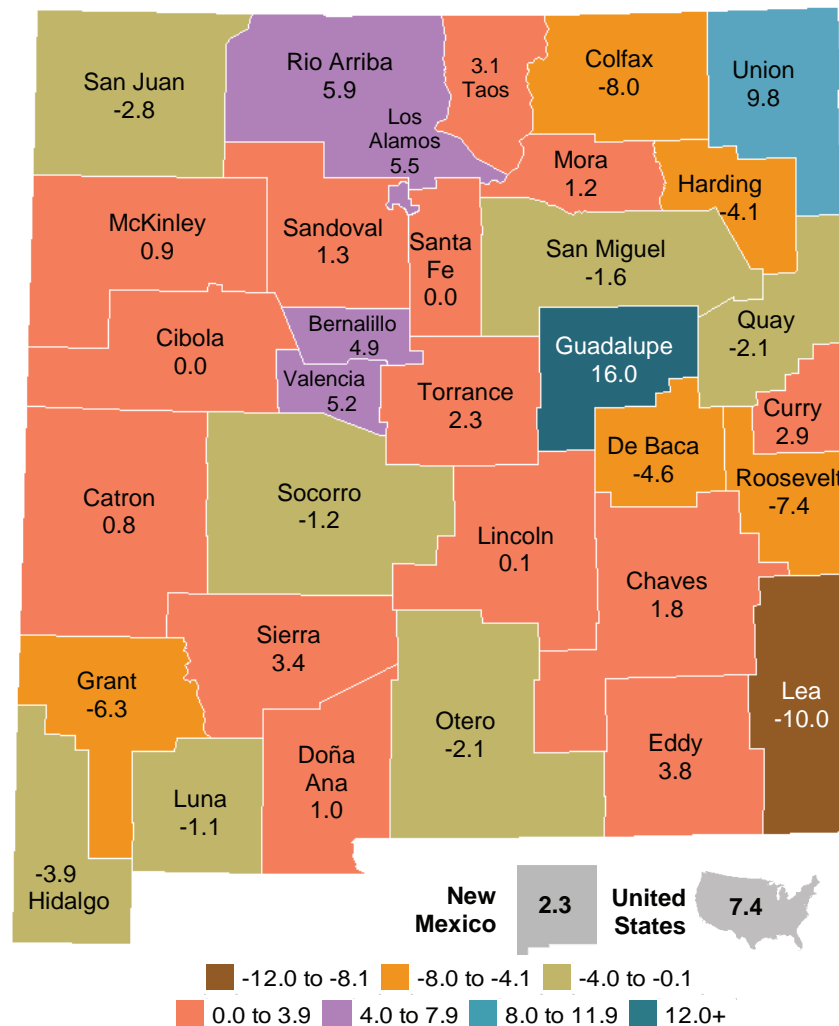 San Juan
-2.8
Rio Arriba
5.9
Los
Alamos
5.5
3.1
Taos
Colfax
-8.0
Union
9.8
Mora
1.2
Harding
-4.1
McKinley
0.9
Sandoval
1.3
Santa
Fe
0.0
San Miguel
-1.6
Quay
-2.1
Cibola
0.0
Bernalillo
4.9
Valencia
5.2
Torrance
2.3
Guadalupe
16.0
Curry
2.9
De Baca
-4.6
Roosevelt
-7.4
Catron
0.8
Socorro
-1.2
Lincoln
0.1
Chaves
1.8
Sierra
3.4
Grant
-6.3
Lea
-10.0
Otero
-2.1
Eddy
3.8
Doña
Ana
1.0
Luna
-1.1
-3.9
Hidalgo
New
Mexico
2.3
United
States
7.4
-12.0 to -8.1
-8.0 to -4.1
-4.0 to -0.1
0.0 to 3.9
4.0 to 7.9
8.0 to 11.9
12.0+